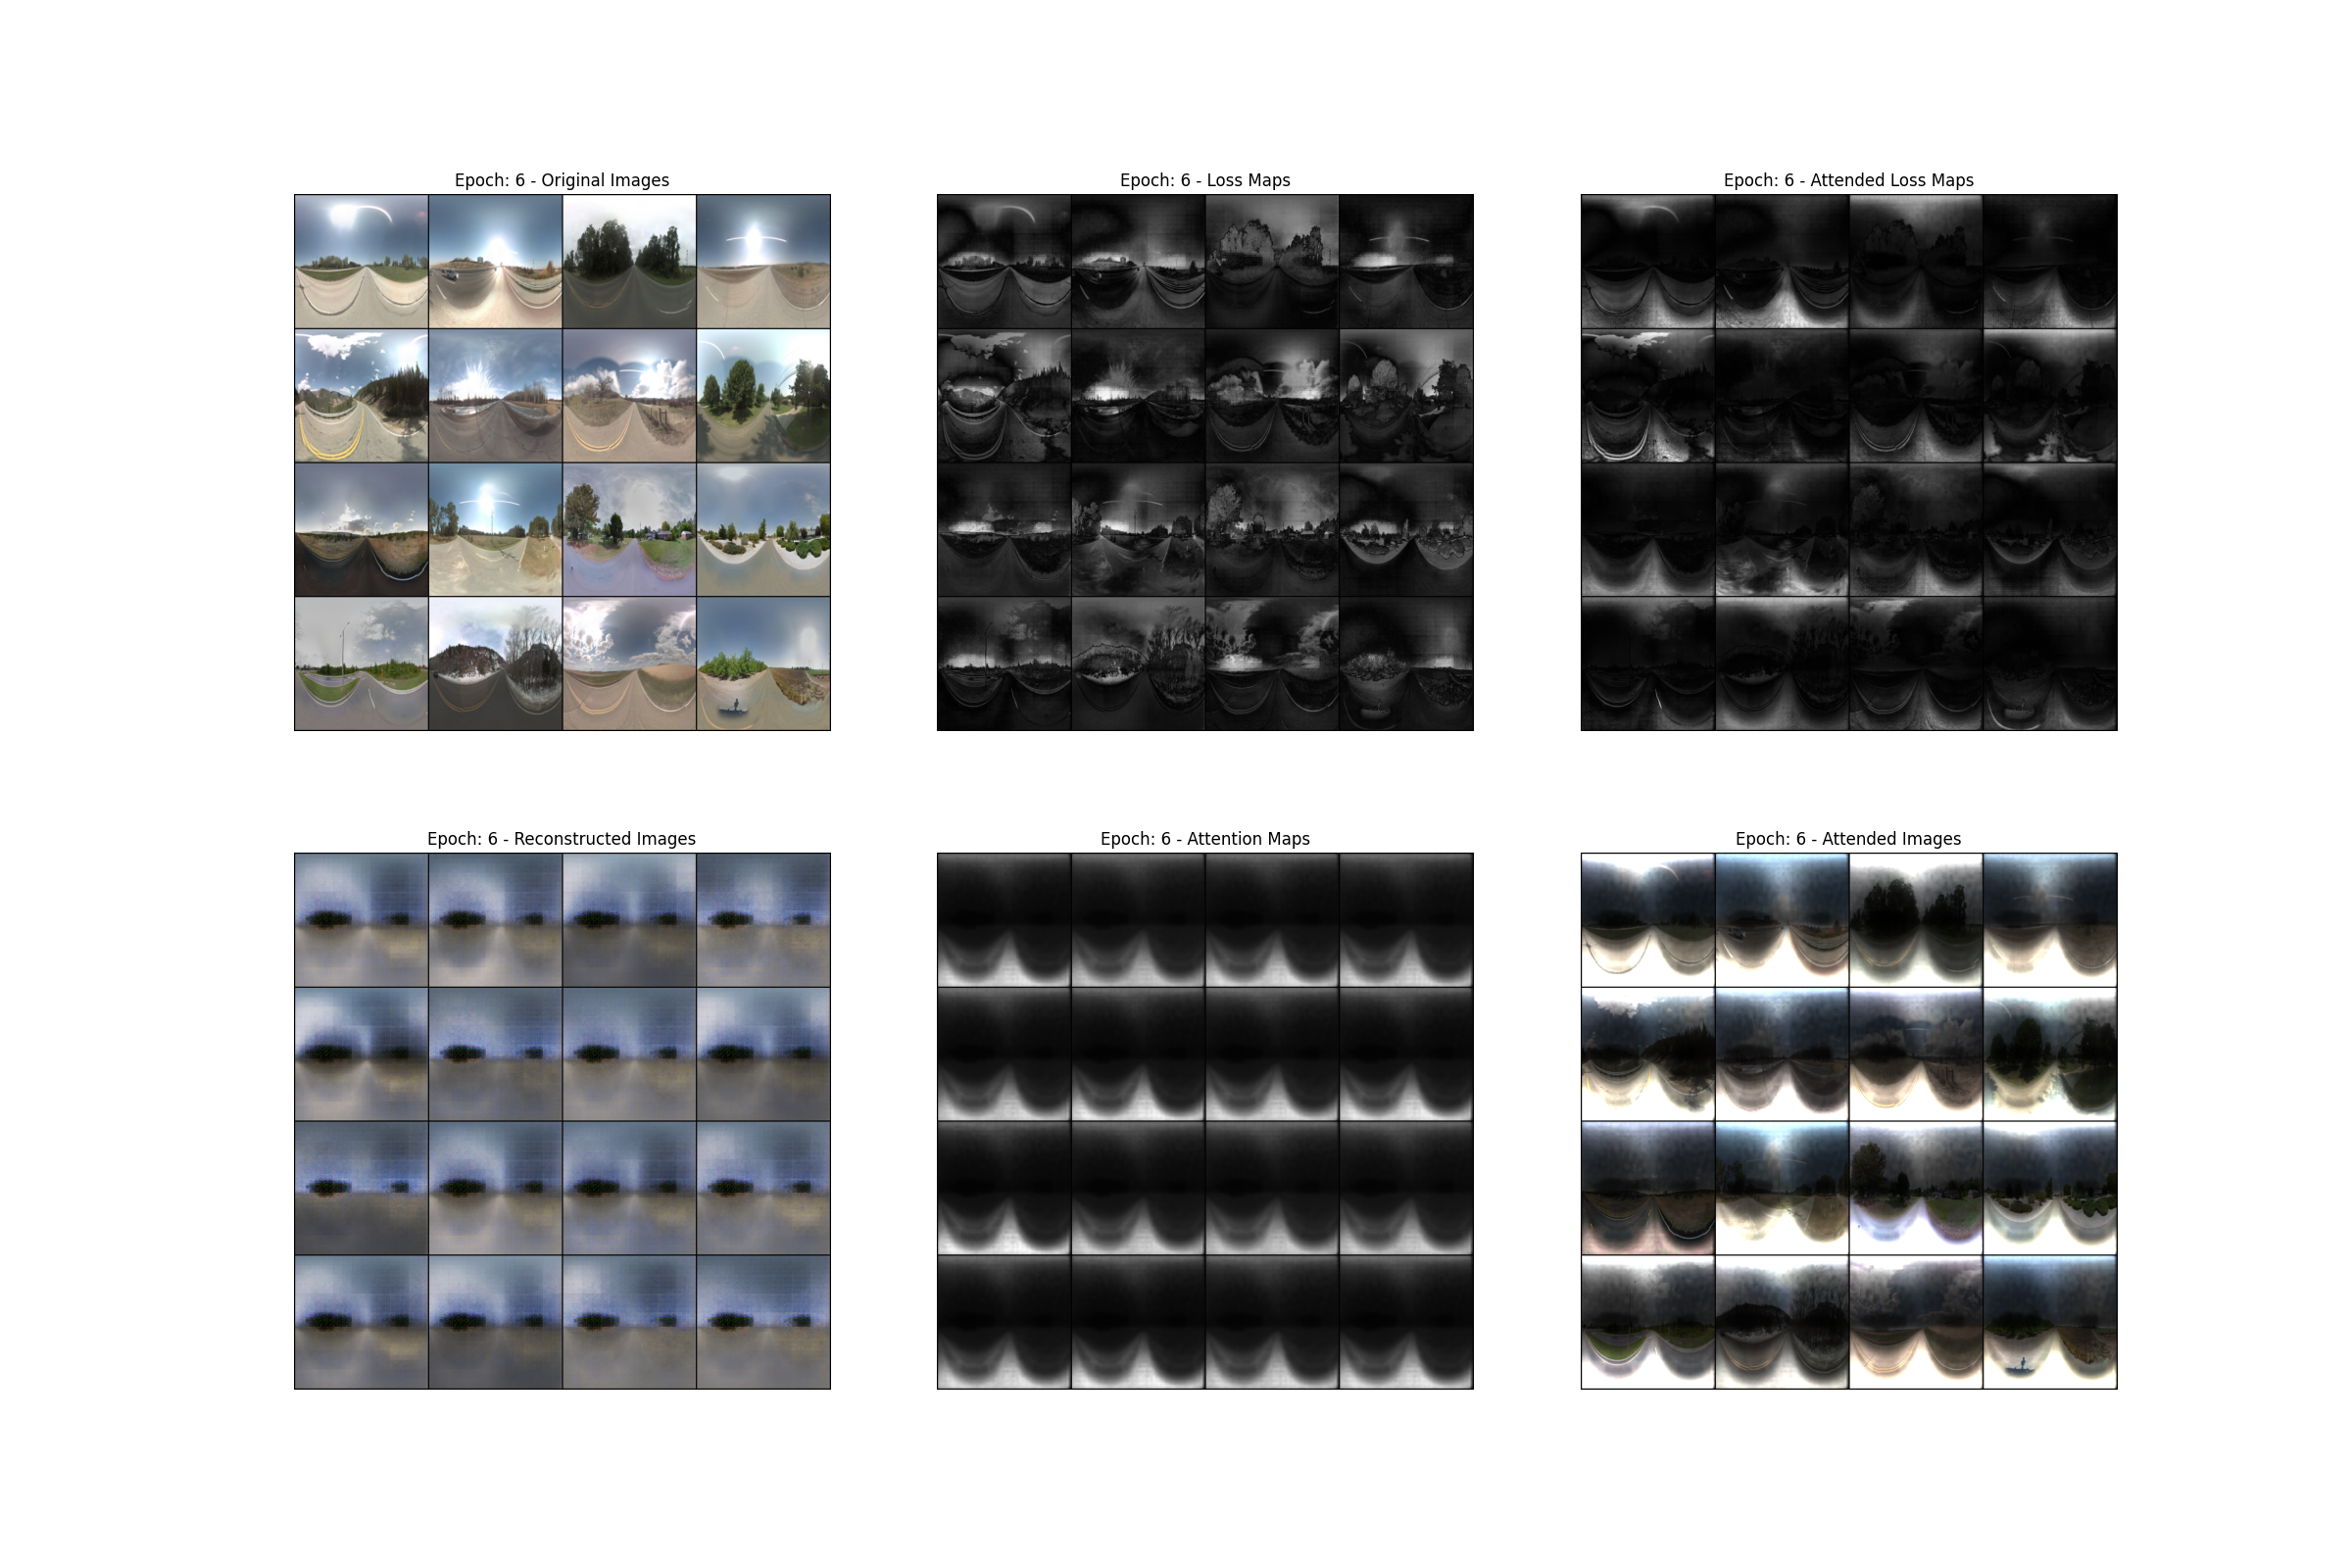 Epoch: 6 - Original Images
Epoch: 6 - Loss Maps
Epoch: 6 - Attended Loss Maps
Epoch: 6 - Reconstructed Images
Epoch: 6 - Attention Maps
Epoch: 6 - Attended Images